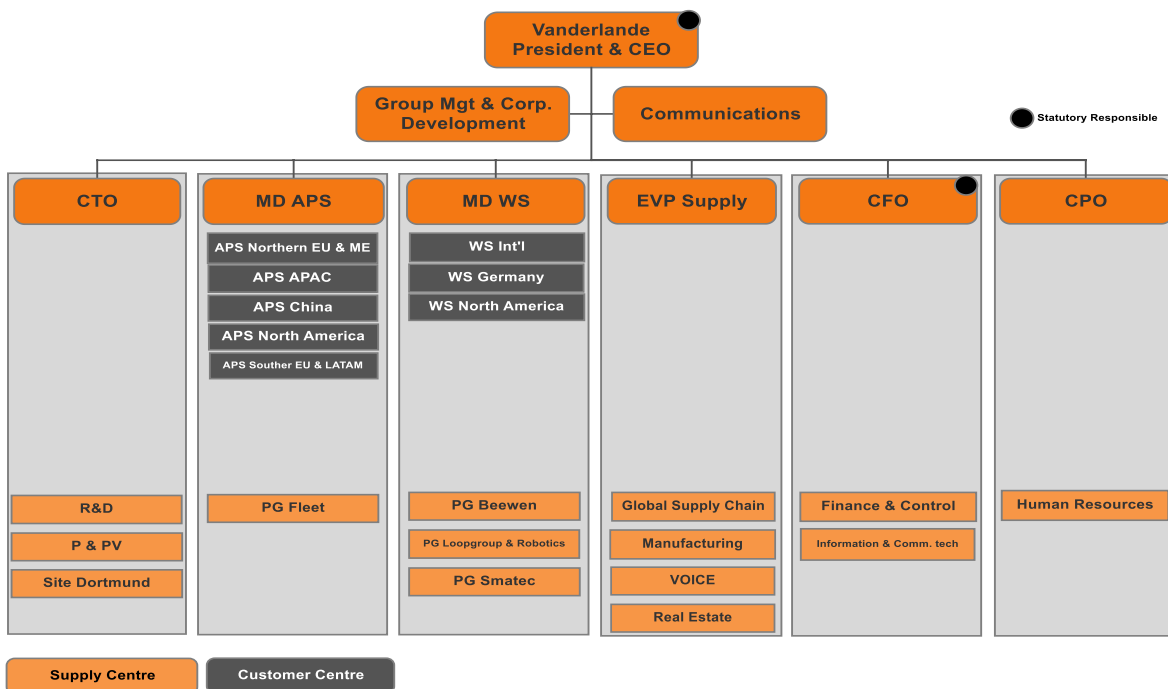 Vanderlande
President & CEO
Group Mgt & Corp.
Development
Communications
Statutory Responsible
CTO
MD APS
MD WS
EVP Supply
CFO
CPO
APS Northern EU & ME
APS APAC
APS China
APS North America
APS Souther EU & LATAM
WS Int'l
WS Germany
WS North America
R&D
P & PV
Site Dortmund
PG Fleet
PG Beewen
PG Loopgroup & Robotics
PG Smatec
Global Supply Chain
Manufacturing
VOICE
Real Estate
Finance & Control
Information & Comm. tech
Human Resources
Supply Centre
Customer Centre